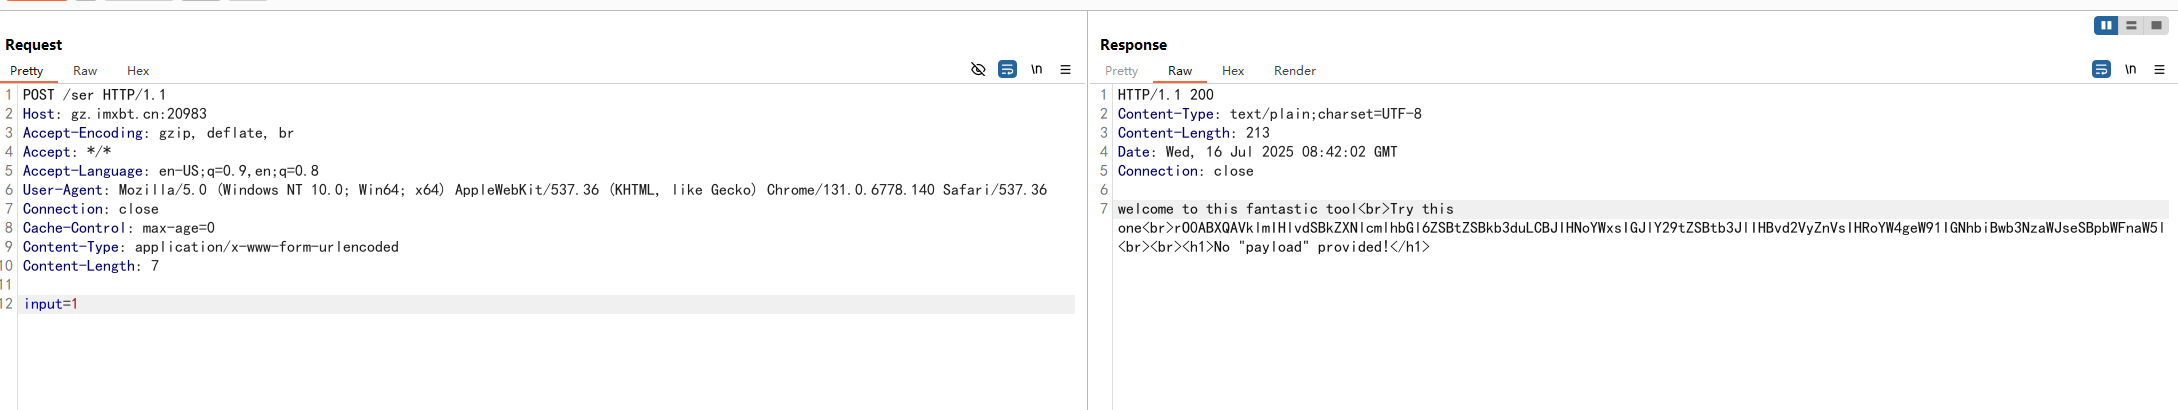 Request
Pretty Raw Hex
\n
1 POST /ser HTTP/1.1
2 Host: gz.imxbt.cn:20983
3 Accept-Encoding: gzip, deflate, br
4 Accept: */*
5 Accept-Language: en-US;q=0.9,en;q=0.8
6 User-Agent: Mozilla/5.0 (Windows NT 10.0; Win64; x64) AppleWebKit/537.36 (KHTML, like Gecko) Chrome/131.0.6778.140 Safari/537.36
7 Connection: close
8 Cache-Control: max-age=0
9 Content-Type: application/x-www-form-urlencoded
10 Content-Length: 7
11
12 input=1
Response
Pretty Raw Hex Render
\n
1 HTTP/1.1 200
2 Content-Type: text/plain;charset=UTF-8
3 Content-Length: 213
4 Date: Wed, 16 Jul 2025 08:42:02 GMT
5 Connection: close
6
7 welcome to this fantastic tool<br>Try this
one<br>rO0ABXQAVklmIHlvdSBkZXNlcmlhbGl6ZSBtZSBkb3duLCBJIHNoYWxsIGJlY29tZSBtb3JlIHBvd2VyZnVsIHRoYW4geW91IGNhbiBwb3NzaWJseSBpbWFnaW5l
<br><br><h1>No "payload" provided!</h1>